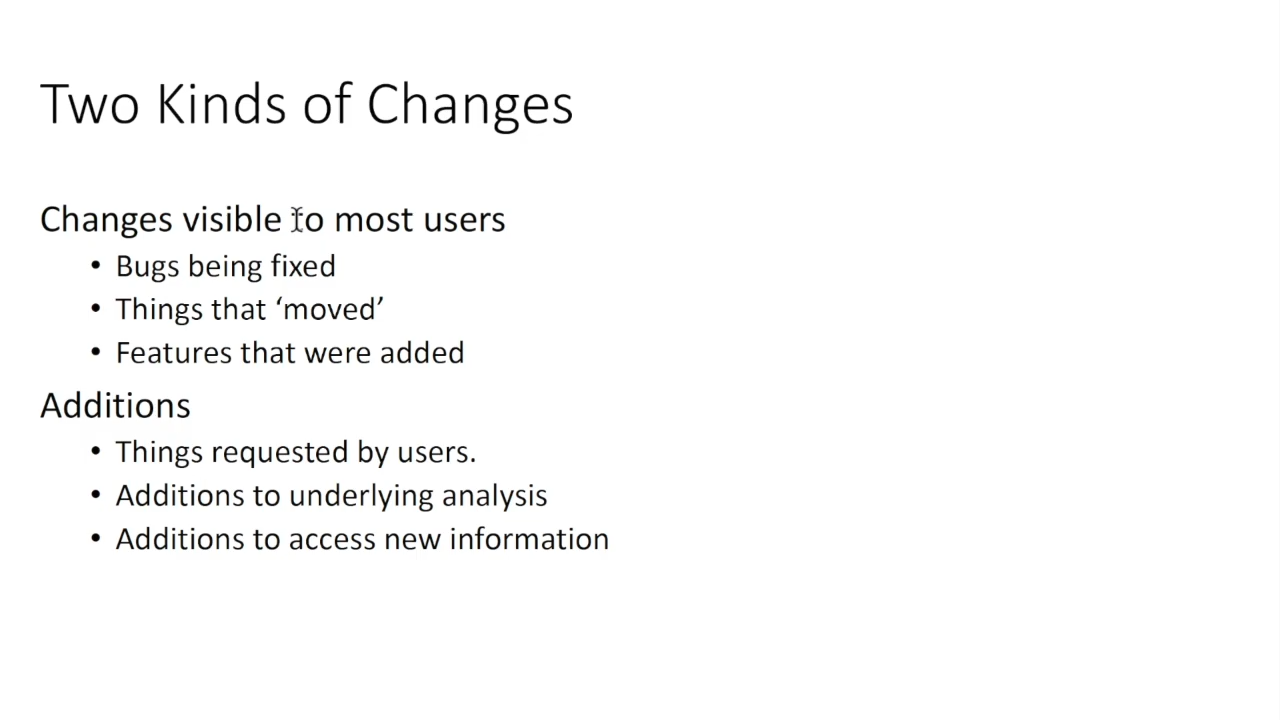 Two Kinds of Changes
Changes visible to most users
• Bugs being fixed
• Things that ‘moved’
• Features that were added
Additions
• Things requested by users.
• Additions to underlying analysis
• Additions to access new information